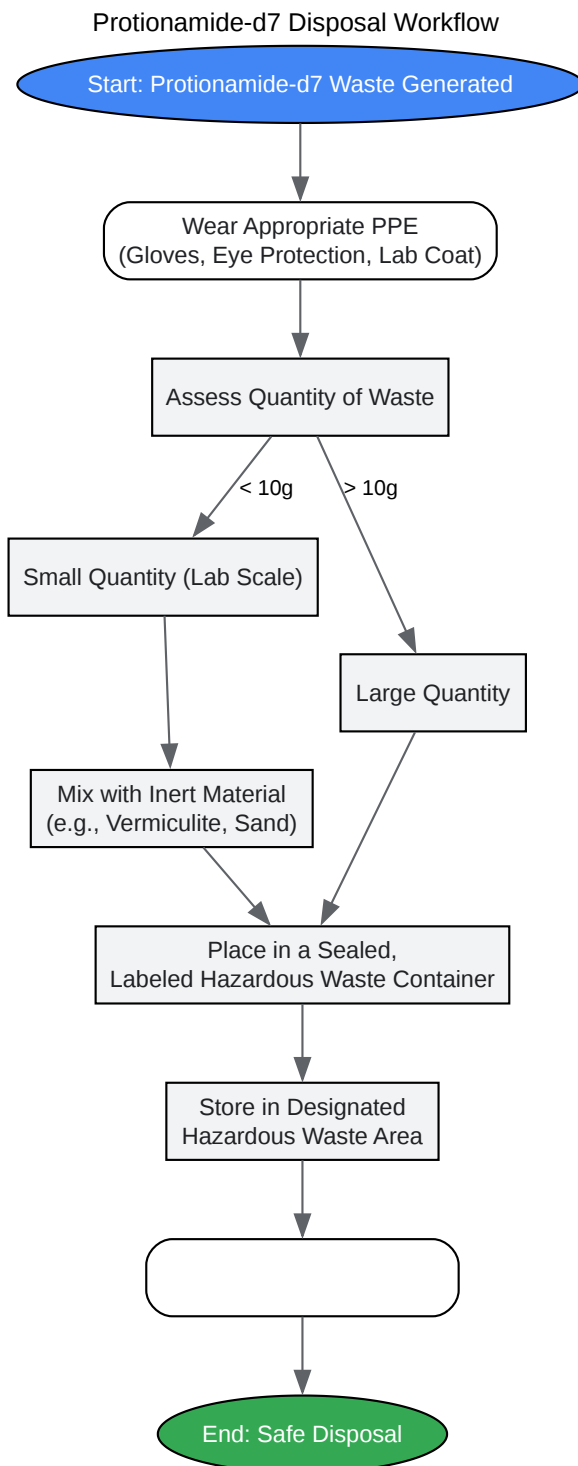 Protionamide-d7 Disposal Workflow
Start: Protionamide-d7 Waste Generated
Wear Appropriate PPE
(Gloves, Eye Protection, Lab Coat)
Assess Quantity of Waste
< 10g
> 10g
Small Quantity (Lab Scale)
Large Quantity
Mix with Inert Material
(e.g., Vermiculite, Sand)
Place in a Sealed,
Labeled Hazardous Waste Container
Store in Designated
Hazardous Waste Area
End: Safe Disposal